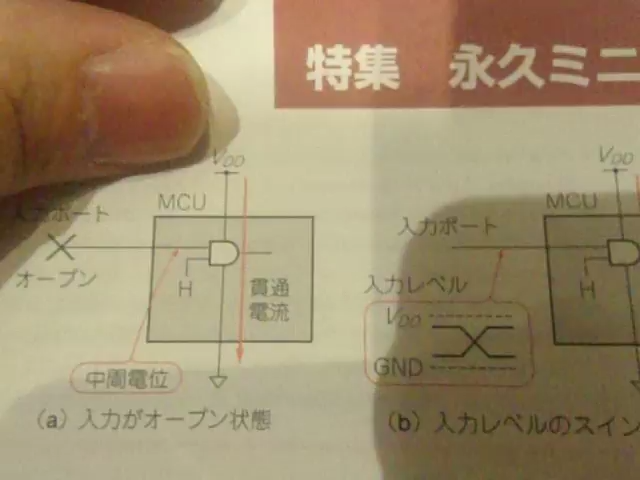 特集 永久ミニ
VDD
MCU
入力ポート
オープン
H
貫通
電流
中間電位
(a) 入力がオープン状態
VDD
MCU
入力ポート
H
入力レベル
VDD
GND
(b) 入力レベルのスイン